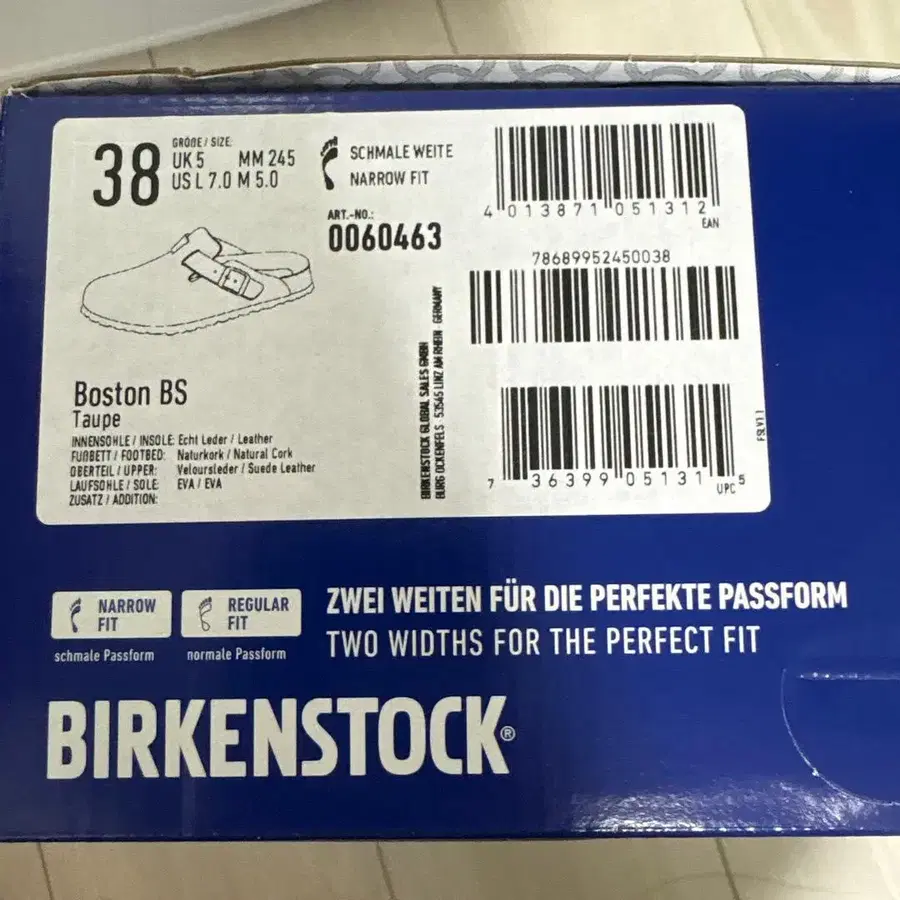 38
GRÖßE / SIZE:
UK 5 MM 245
US L 7.0 M 5.0
SCHMALE WEITE
NARROW FIT
ART.-NO.:
0060463
4 013871 051312
EAN
78689952450038
7 36399 05131 5
UPC
FSLV1.1
BIRKENSTOCK GLOBAL SALES GMBH
BURG OCKENFELS · 53545 LINZ AM RHEIN · GERMANY
Boston BS
Taupe
INNENSOHLE / INSOLE: Echt Leder / Leather
FUßBETT / FOOTBED: Naturkork / Natural Cork
OBERTEIL / UPPER: Veloursleder / Suede Leather
LAUFSOHLE / SOLE: EVA / EVA
ZUSATZ / ADDITION:
NARROW
FIT
schmale Passform
REGULAR
FIT
normale Passform
ZWEI WEITEN FÜR DIE PERFEKTE PASSFORM
TWO WIDTHS FOR THE PERFECT FIT
BIRKENSTOCK®